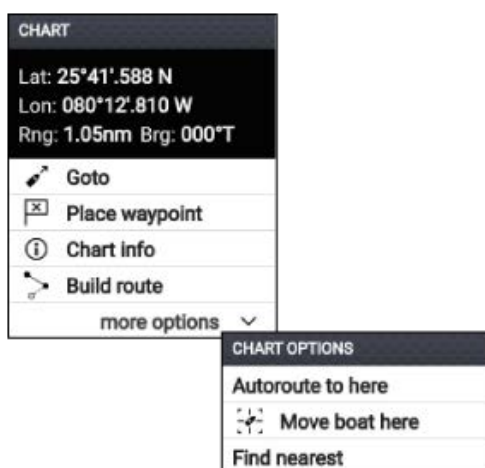 CHART
Lat: 25°41'.588 N
Lon: 080°12'.810 W
Rng: 1.05nm Brg: 000°T
Goto
Place waypoint
Chart info
Build route
more options
CHART OPTIONS
Autoroute to here
Move boat here
Find nearest